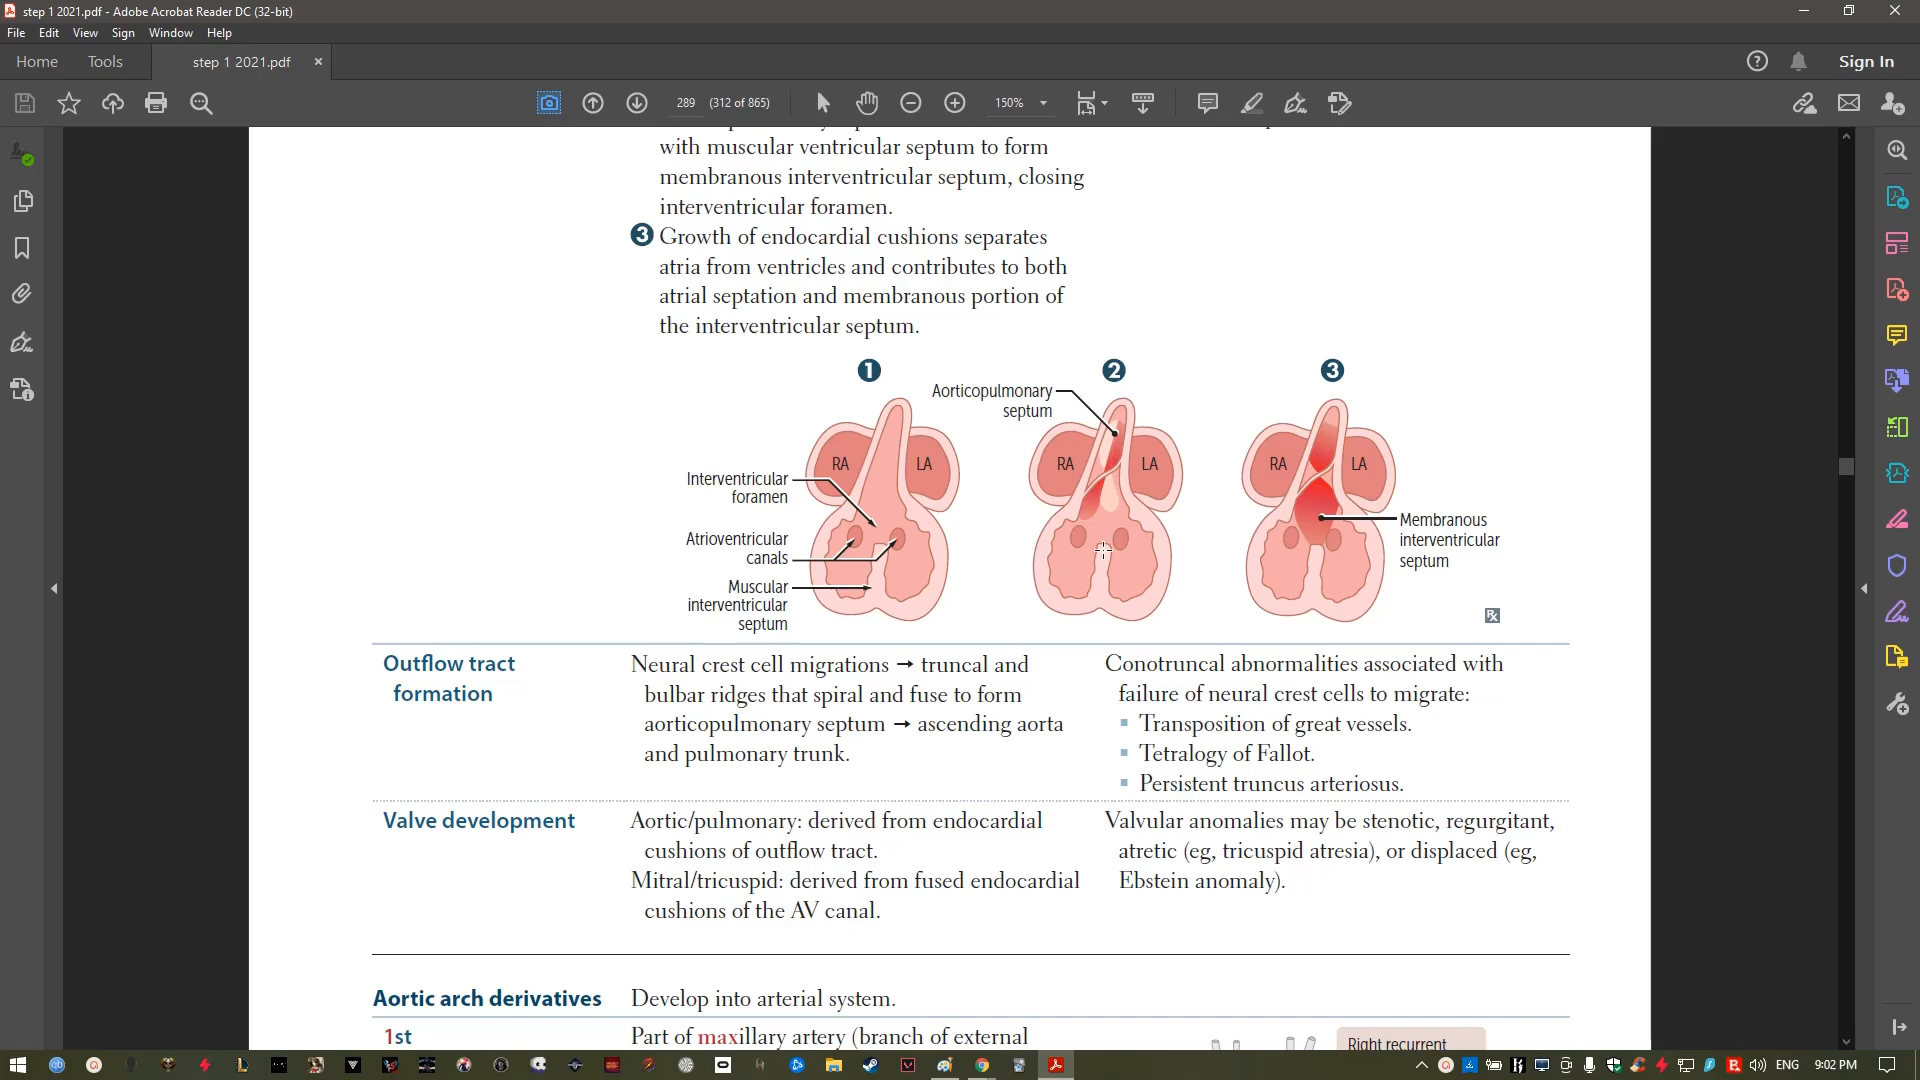 step 1 2021.pdf - Adobe Acrobat Reader DC (32-bit)
File Edit View Sign Window Help
Home Tools step 1 2021.pdf × Sign In
289 (312 of 865) 150%
with muscular ventricular septum to form
membranous interventricular septum, closing
interventricular foramen.
3 Growth of endocardial cushions separates
atria from ventricles and contributes to both
atrial septation and membranous portion of
the interventricular septum.
1 2 3
Aorticopulmonary
septum
RA LA RA LA RA LA
Interventricular
foramen
Atrioventricular
canals
Muscular
interventricular
septum
Membranous
interventricular
septum
Rx
Outflow tract
formation
Neural crest cell migrations → truncal and
bulbar ridges that spiral and fuse to form
aorticopulmonary septum → ascending aorta
and pulmonary trunk.
Conotruncal abnormalities associated with
failure of neural crest cells to migrate:
▪ Transposition of great vessels.
▪ Tetralogy of Fallot.
▪ Persistent truncus arteriosus.
Valve development
Aortic/pulmonary: derived from endocardial
cushions of outflow tract.
Mitral/tricuspid: derived from fused endocardial
cushions of the AV canal.
Valvular anomalies may be stenotic, regurgitant,
atretic (eg, tricuspid atresia), or displaced (eg,
Ebstein anomaly).
Aortic arch derivatives Develop into arterial system.
1st Part of maxillary artery (branch of external
Right recurrent
ENG 9:02 PM